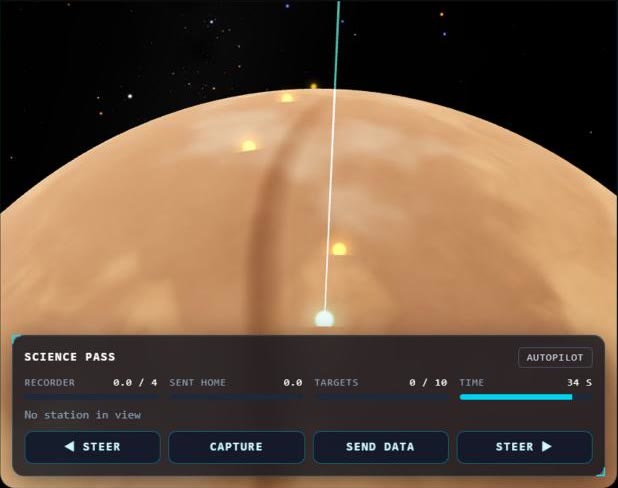 SCIENCE PASS
AUTOPILOT
RECORDER 0.0 / 4 SENT HOME 0.0 TARGETS 0 / 10 TIME 34 S
No station in view
◀ STEER CAPTURE SEND DATA STEER ▶